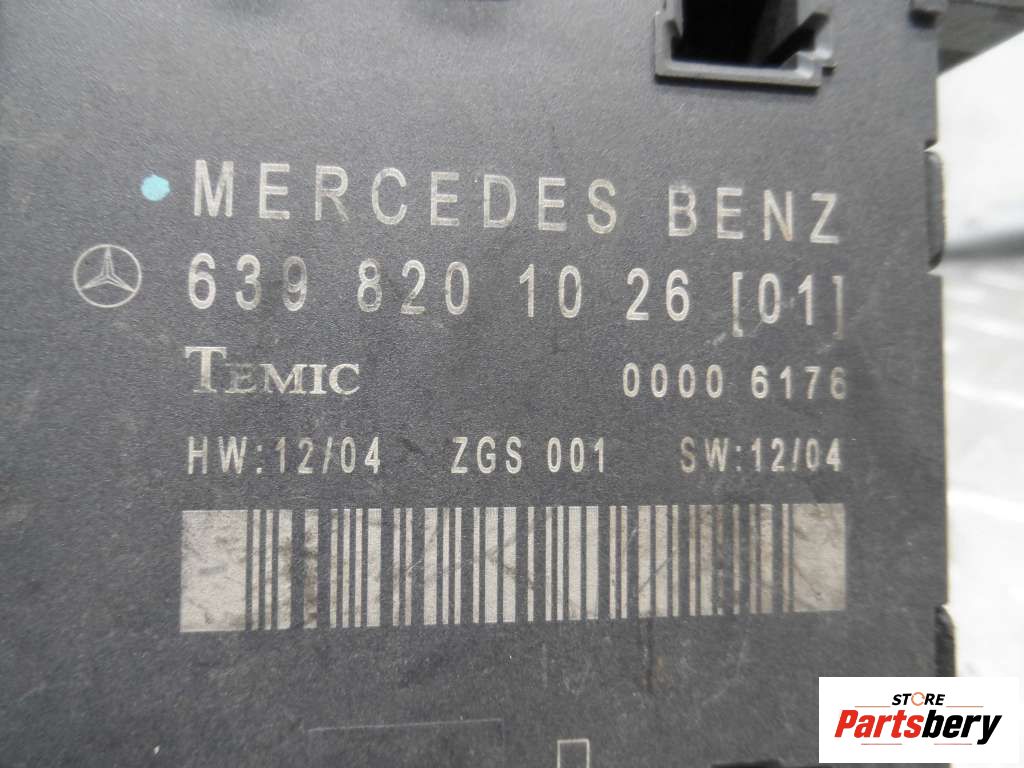 MERCEDES BENZ
639 820 10 26 [01]
TEMIC 0000 6176
HW:12/04 ZGS 001 SW:12/04
STORE
Partsbery